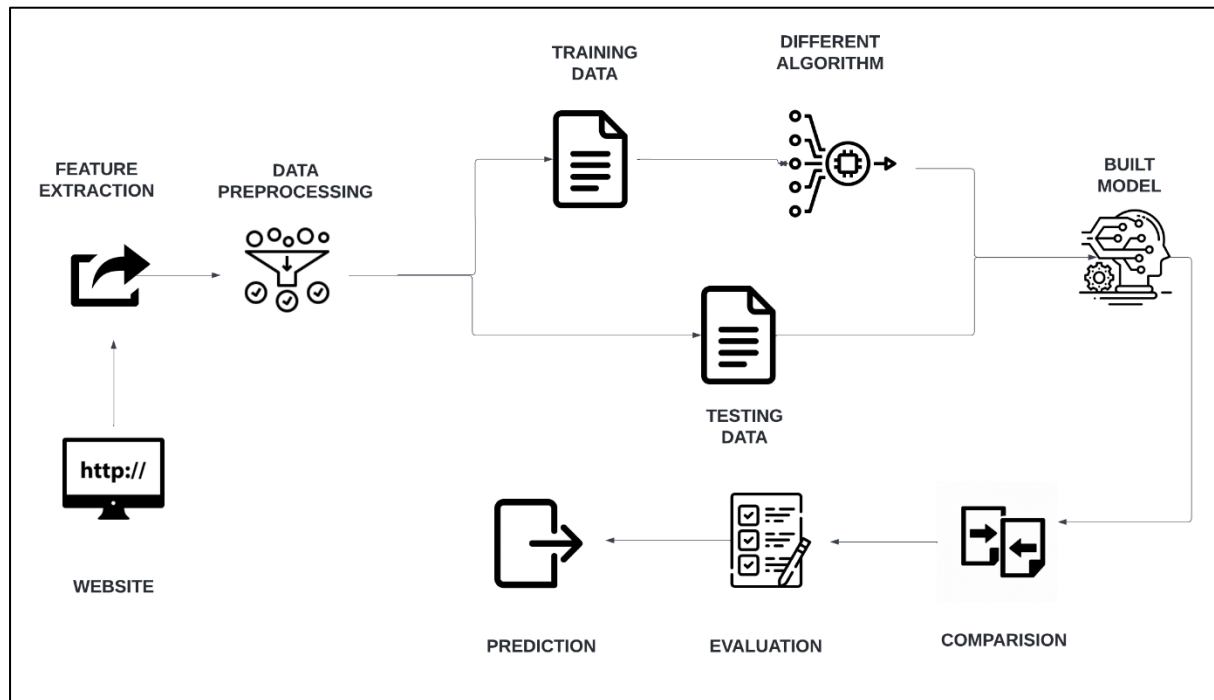 TRAINING
DATA
DIFFERENT
ALGORITHM
FEATURE
EXTRACTION
DATA
PREPROCESSING
BUILT
MODEL
http://
TESTING
DATA
WEBSITE
PREDICTION
EVALUATION
COMPARISION